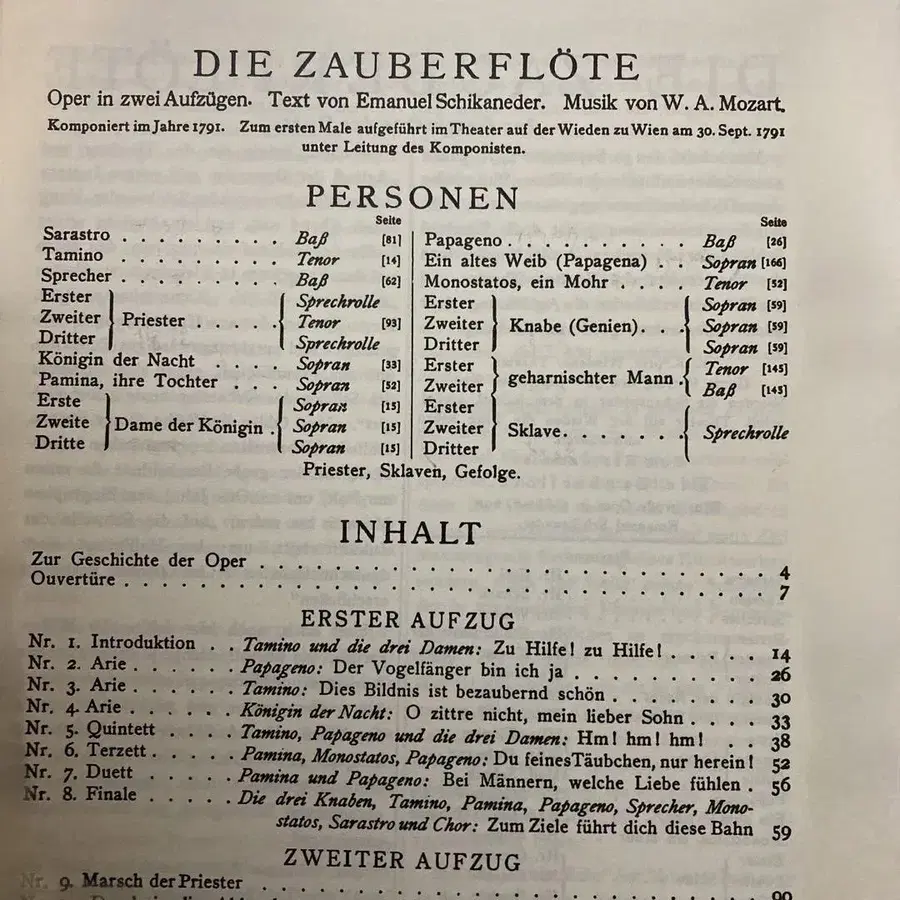 DIE ZAUBERFLÖTE
Oper in zwei Aufzügen. Text von Emanuel Schikaneder. Musik von W. A. Mozart.
Komponiert im Jahre 1791. Zum ersten Male aufgeführt im Theater auf der Wieden zu Wien am 30. Sept. 1791
unter Leitung des Komponisten.
PERSONEN
Seite
Sarastro . . . . . . . . . Baß [81]
Tamino . . . . . . . . . Tenor [14]
Sprecher . . . . . . . . . Baß [62]
Erster Sprechrolle
Zweiter Priester . . . . . Tenor [93]
Dritter Sprechrolle
Königin der Nacht . . . . Sopran [33]
Pamina, ihre Tochter . . . Sopran [52]
Erste Sopran [15]
Zweite Dame der Königin . Sopran [15]
Dritte Sopran [15]
Seite
Papageno . . . . . . . . . . Baß [26]
Ein altes Weib (Papagena) . . Sopran [166]
Monostatos, ein Mohr . . . . Tenor [52]
Erster Sopran [59]
Zweiter Knabe (Genien). . . Sopran [59]
Dritter Sopran [59]
Erster Tenor [145]
Zweiter geharnischter Mann . Baß [145]
Erster
Zweiter Sklave. . . . . . . Sprechrolle
Dritter
Priester, Sklaven, Gefolge.
INHALT
Zur Geschichte der Oper . . . . . . . . . . . . . . . . . . . . . . . . 4
Ouvertüre . . . . . . . . . . . . . . . . . . . . . . . . . . . . . . 7
ERSTER AUFZUG
Nr. 1. Introduktion . . Tamino und die drei Damen: Zu Hilfe! zu Hilfe! . . . . . 14
Nr. 2. Arie . . . . . . Papageno: Der Vogelfänger bin ich ja . . . . . . . . . . 26
Nr. 3. Arie . . . . . . Tamino: Dies Bildnis ist bezaubernd schön . . . . . . . . 30
Nr. 4. Arie . . . . . . Königin der Nacht: O zittre nicht, mein lieber Sohn . . . . 33
Nr. 5. Quintett . . . . Tamino, Papageno und die drei Damen: Hm! hm! hm! . . 38
Nr. 6. Terzett . . . . . Pamina, Monostatos, Papageno: Du feines Täubchen, nur herein! 52
Nr. 7. Duett . . . . . Pamina und Papageno: Bei Männern, welche Liebe fühlen . 56
Nr. 8. Finale . . . . . Die drei Knaben, Tamino, Pamina, Papageno, Sprecher, Mono-
statos, Sarastro und Chor: Zum Ziele führt dich diese Bahn 59
ZWEITER AUFZUG
Nr. 9. Marsch der Priester . . . . . . . . . . . . . . . . . . . . . . 90